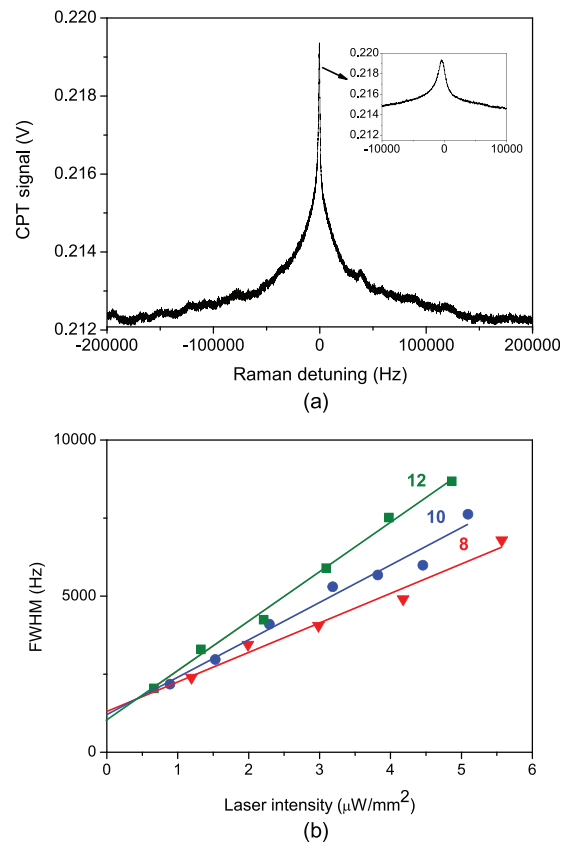 0.220
0.218
0.216
0.214
0.212
CPT signal (V)
-200000 -100000 0 100000 200000
Raman detuning (Hz)
0.220
0.218
0.216
0.214
0.212
-10000 0 10000
(a)
10000
5000
0
FWHM (Hz)
12
10
8
0 1 2 3 4 5 6
Laser intensity (μW/mm²)
(b)